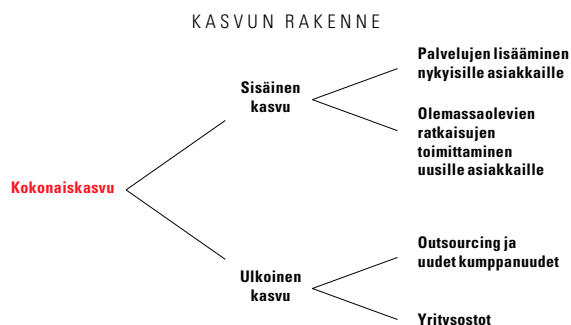 KASVUN RAKENNE
Palvelujen lisääminen
nykyisille asiakkaille
Sisäinen
kasvu
Olemassaolevien
ratkaisujen
toimittaminen
uusille asiakkaille
Kokonaiskasvu
Outsourcing ja
uudet kumppanuudet
Ulkoinen
kasvu
Yritysostot